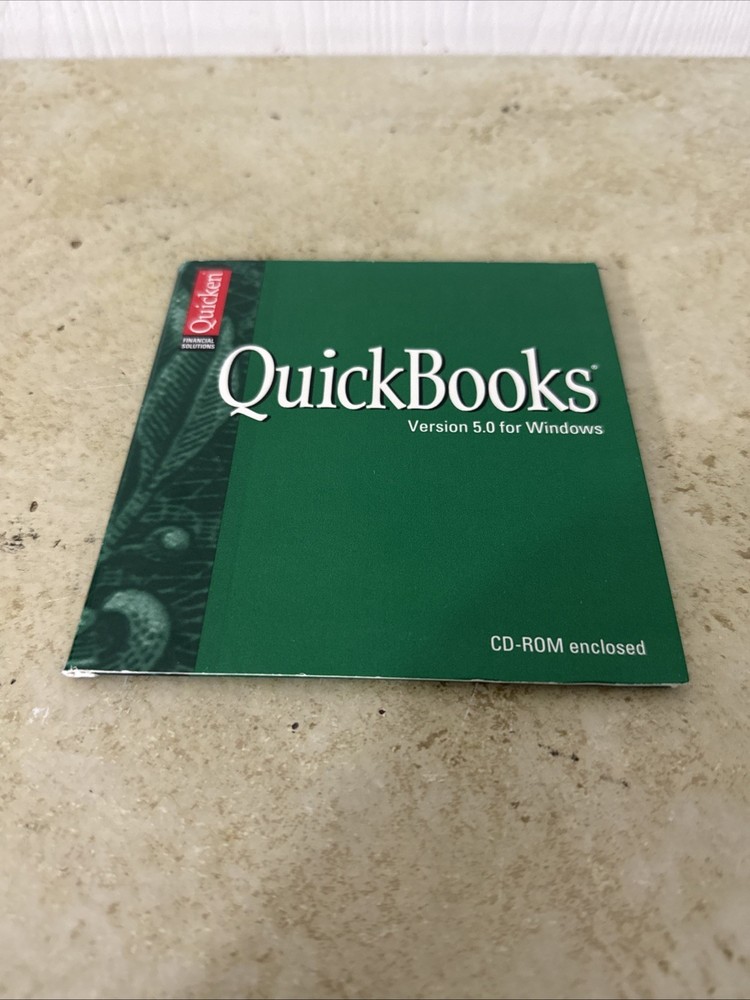 Quicken
FINANCIAL
SOLUTIONS
QuickBooks®
Version 5.0 for Windows
CD-ROM enclosed